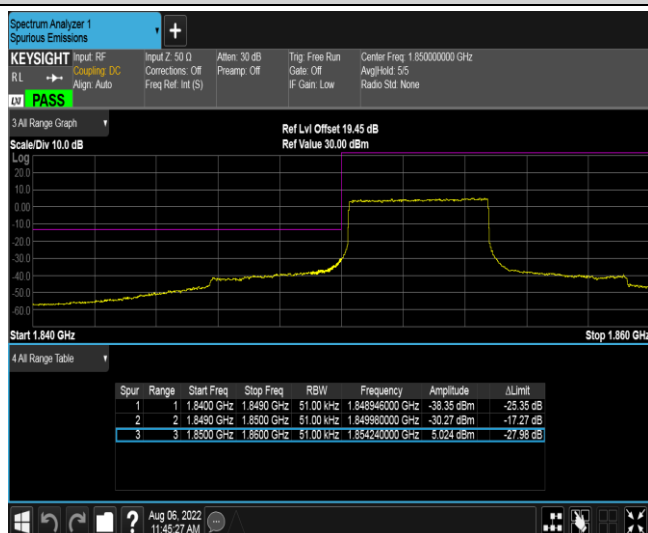 Spectrum Analyzer 1
Spurious Emissions
+
KEYSIGHT
RL
LXI
PASS
Input: RF
Coupling: DC
Align: Auto
Input Z: 50 Ω
Corrections: Off
Freq Ref: Int (S)
Atten: 30 dB
Preamp: Off
Trig: Free Run
Gate: Off
IF Gain: Low
Center Freq: 1.850000000 GHz
Avg|Hold: 5/5
Radio Std: None
3 All Range Graph
Scale/Div 10.0 dB
Ref Lvl Offset 19.45 dB
Ref Value 30.00 dBm
Log
20.0
10.0
0.00
-10.0
-20.0
-30.0
-40.0
-50.0
-60.0
Start 1.840 GHz
Stop 1.860 GHz
4 All Range Table
Spur Range Start Freq Stop Freq RBW Frequency Amplitude ΔLimit
1 1 1.8400 GHz 1.8490 GHz 51.00 kHz 1.848946000 GHz -38.35 dBm -25.35 dB
2 2 1.8490 GHz 1.8500 GHz 51.00 kHz 1.849980000 GHz -30.27 dBm -17.27 dB
3 3 1.8500 GHz 1.8600 GHz 51.00 kHz 1.854240000 GHz 5.024 dBm -27.98 dB
?
Aug 06, 2022
11:45:27 AM